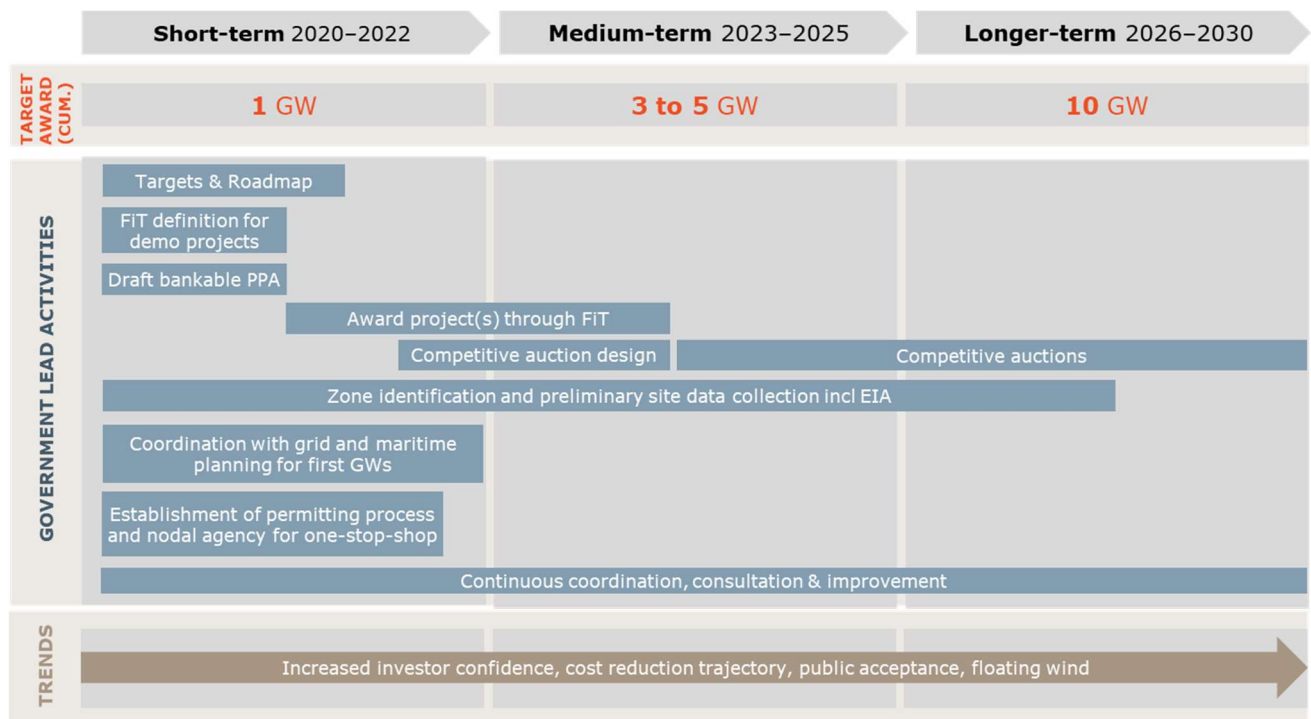 Short-term 2020–2022
Medium-term 2023–2025
Longer-term 2026–2030
TARGET
AWARD
(CUM.)
1 GW
3 to 5 GW
10 GW
GOVERNMENT LEAD ACTIVITIES
Targets & Roadmap
FiT definition for
demo projects
Draft bankable PPA
Award project(s) through FiT
Competitive auction design
Competitive auctions
Zone identification and preliminary site data collection incl EIA
Coordination with grid and maritime
planning for first GWs
Establishment of permitting process
and nodal agency for one-stop-shop
Continuous coordination, consultation & improvement
TRENDS
Increased investor confidence, cost reduction trajectory, public acceptance, floating wind